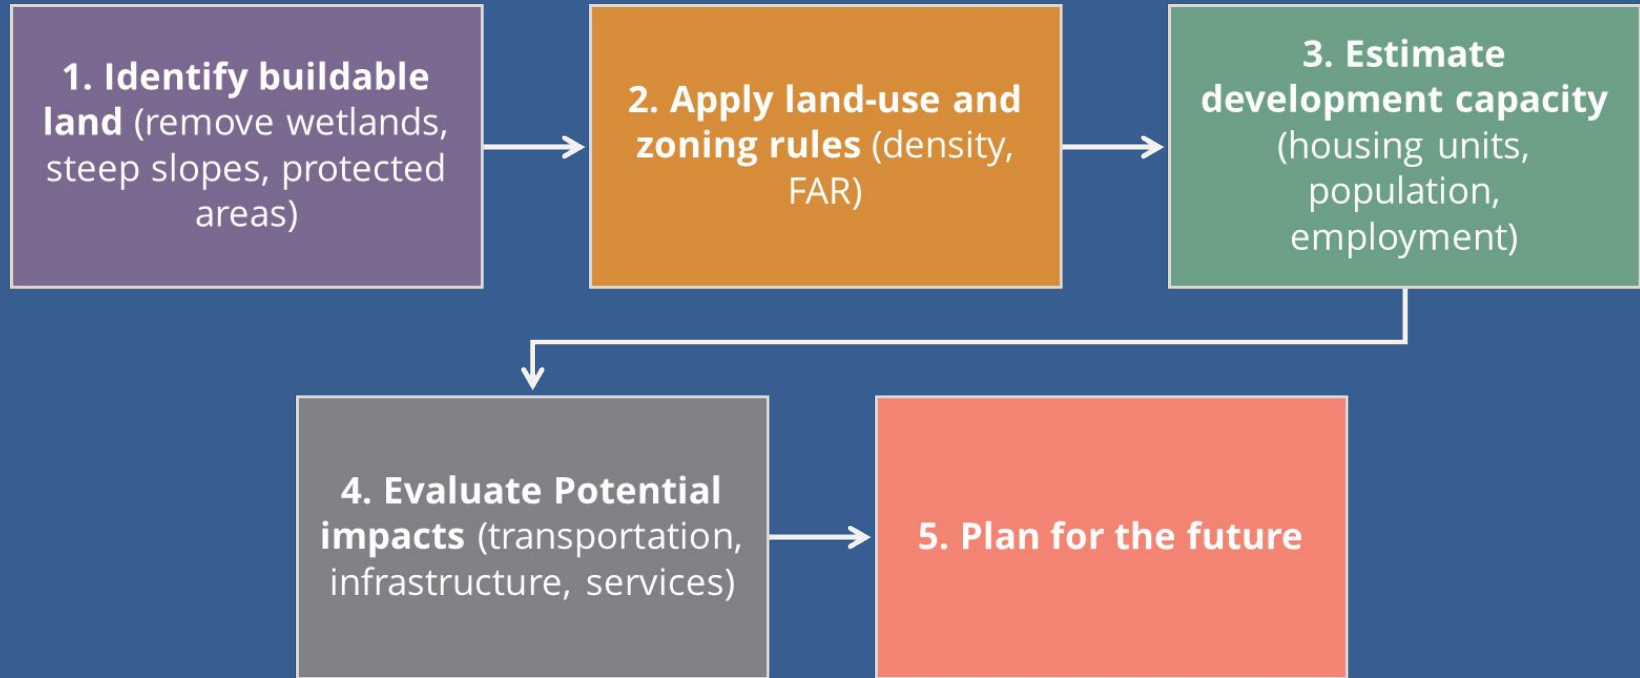 1. Identify buildable
land (remove wetlands,
steep slopes, protected
areas)
2. Apply land-use and
zoning rules (density,
FAR)
3. Estimate
development capacity
(housing units,
population,
employment)
4. Evaluate Potential
impacts (transportation,
infrastructure, services)
5. Plan for the future